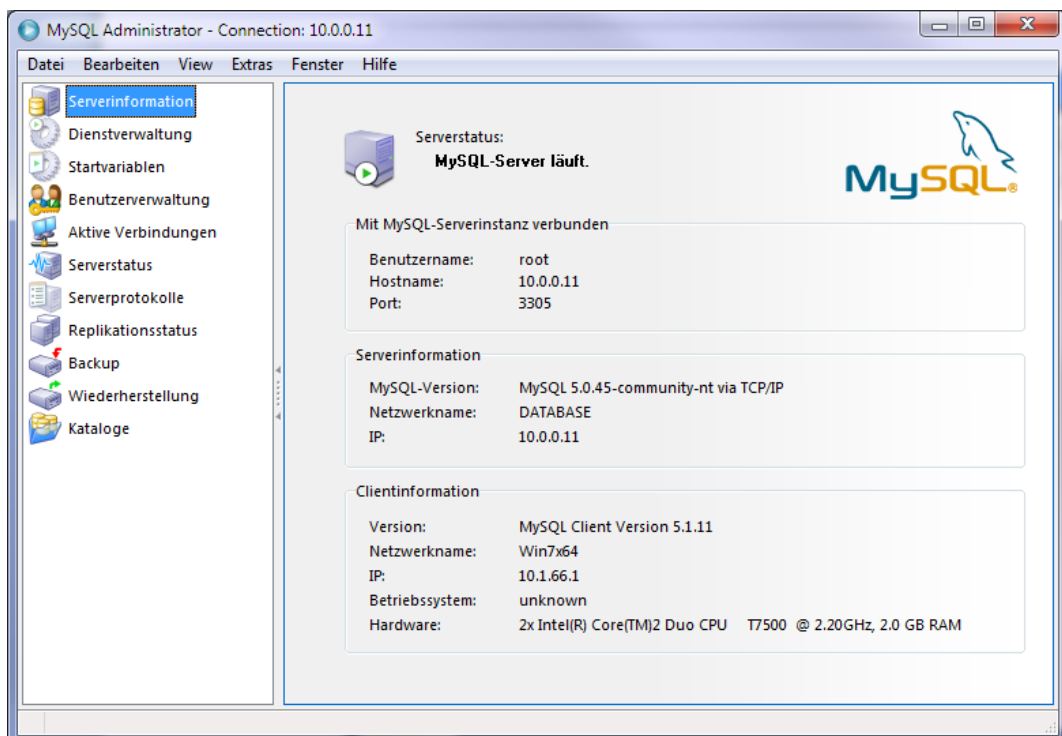 MySQL Administrator - Connection: 10.0.0.11
Datei Bearbeiten View Extras Fenster Hilfe
Serverinformation
Dienstverwaltung
Startvariablen
Benutzerverwaltung
Aktive Verbindungen
Serverstatus
Serverprotokolle
Replikationsstatus
Backup
Wiederherstellung
Kataloge
Serverstatus:
MySQL-Server läuft.
MySQL®
Mit MySQL-Serverinstanz verbunden
Benutzername: root
Hostname: 10.0.0.11
Port: 3305
Serverinformation
MySQL-Version: MySQL 5.0.45-community-nt via TCP/IP
Netzwerkname: DATABASE
IP: 10.0.0.11
Clientinformation
Version: MySQL Client Version 5.1.11
Netzwerkname: Win7x64
IP: 10.1.66.1
Betriebssystem: unknown
Hardware: 2x Intel(R) Core(TM)2 Duo CPU T7500 @ 2.20GHz, 2.0 GB RAM